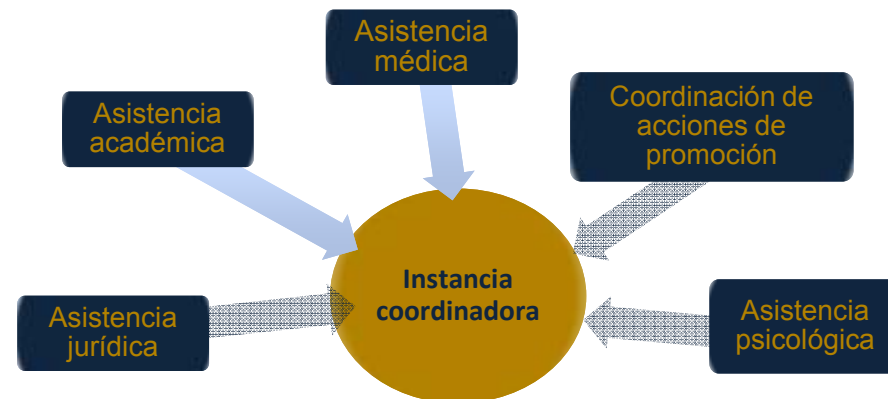 Asistencia
médica
Asistencia
académica
Coordinación de
acciones de
promoción
Instancia
coordinadora
Asistencia
jurídica
Asistencia
psicológica